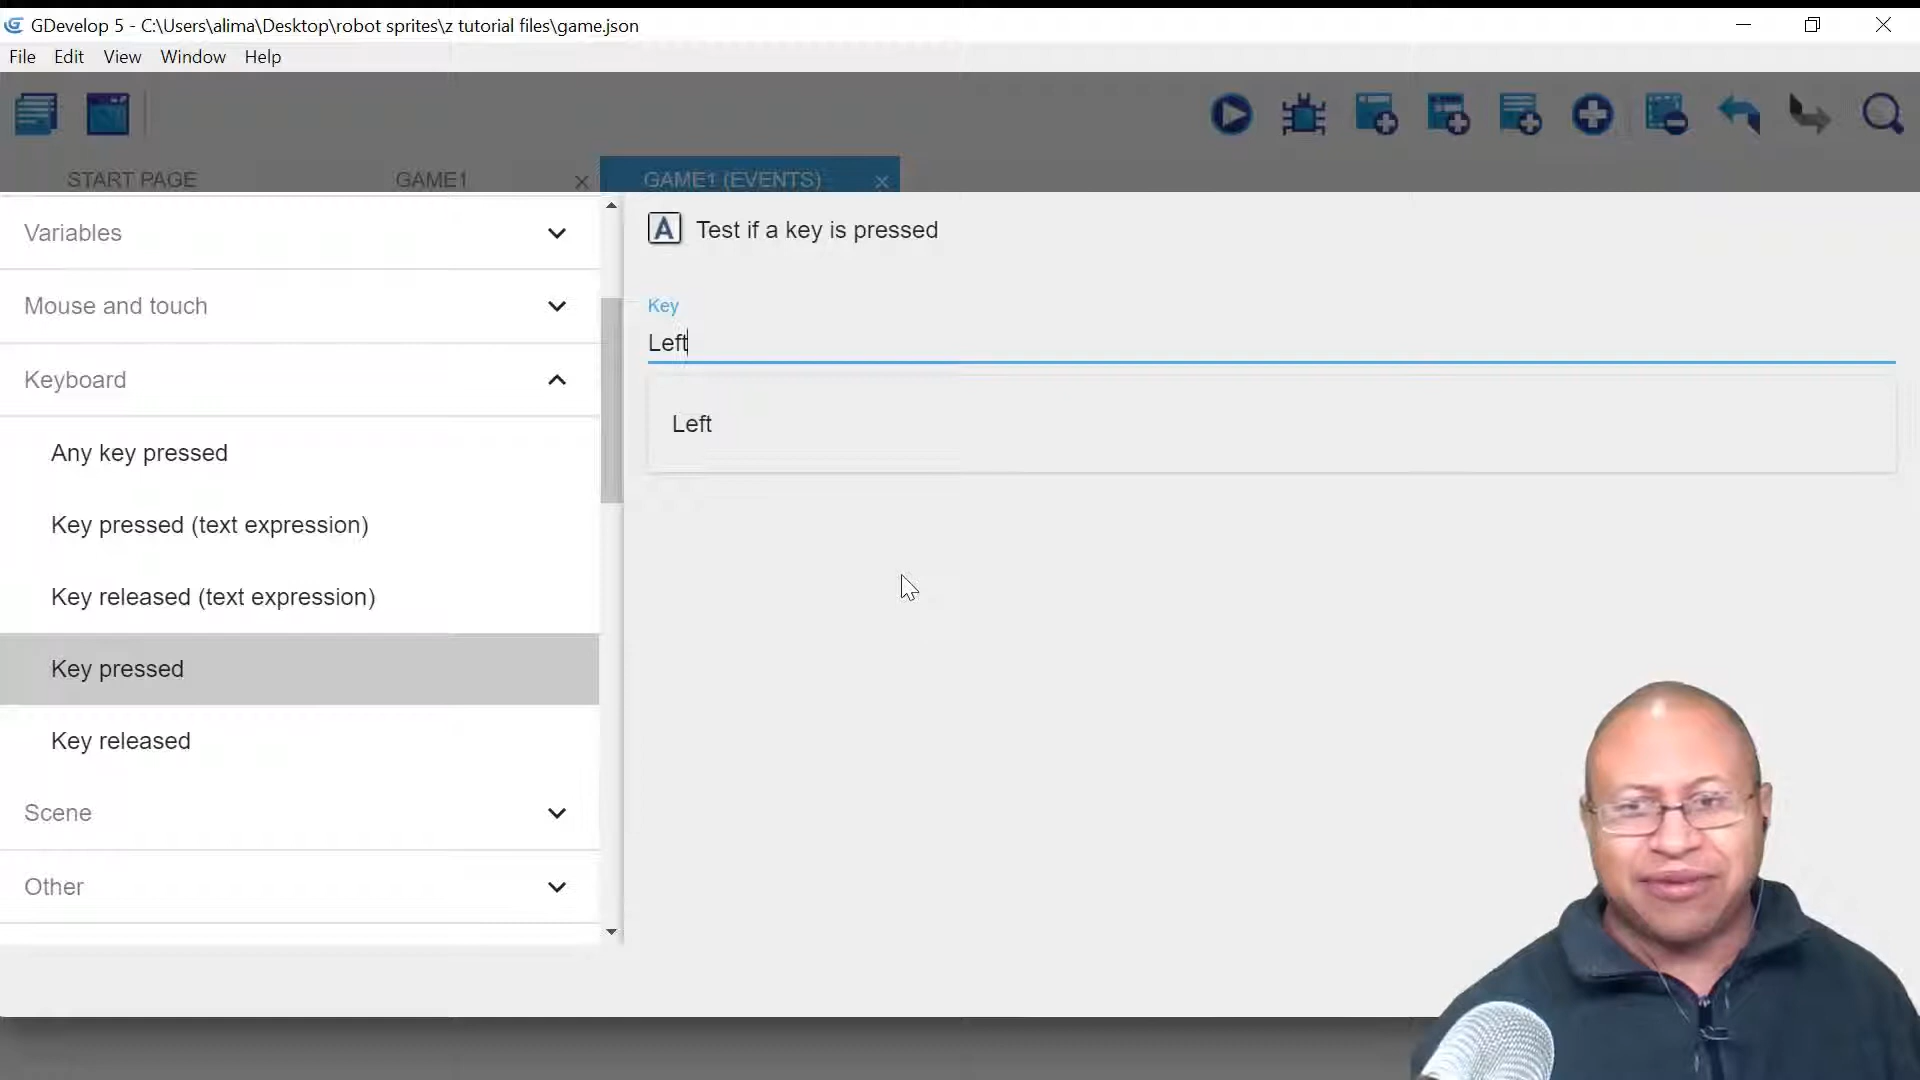 GDevelop 5 - C:\Users\alima\Desktop\robot sprites\z tutorial files\game.json
File Edit View Window Help
START PAGE GAME1 GAME1 (EVENTS)
Variables
Mouse and touch
Keyboard
Any key pressed
Key pressed (text expression)
Key released (text expression)
Key pressed
Key released
Scene
Other
A Test if a key is pressed
Key
Left
Left